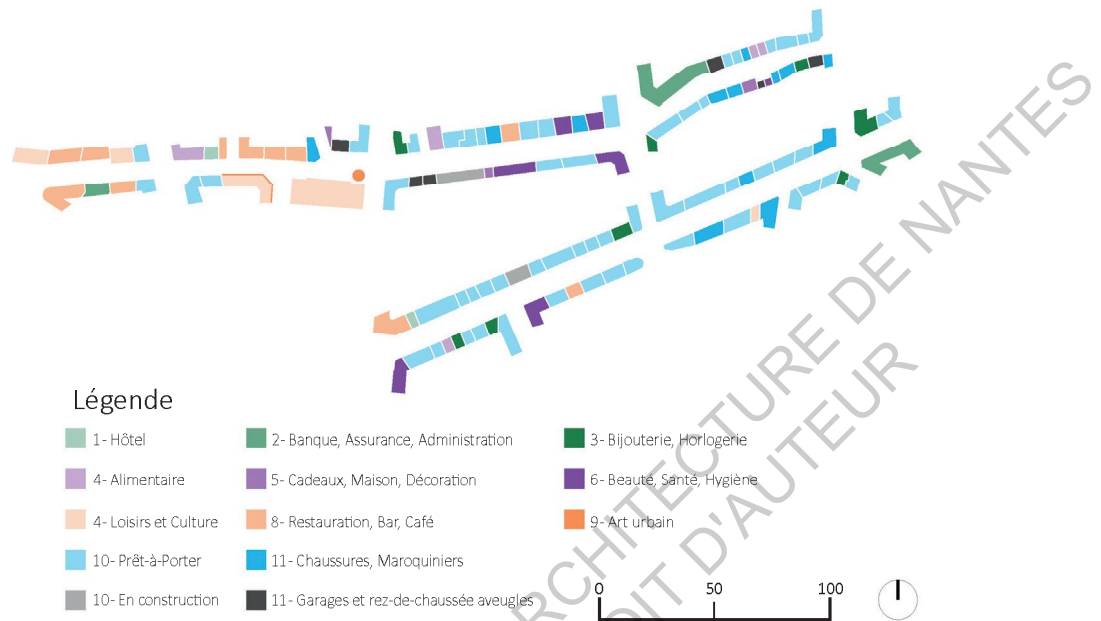 Légende
1- Hôtel
2- Banque, Assurance, Administration
3- Bijouterie, Horlogerie
4- Alimentaire
5- Cadeaux, Maison, Décoration
6- Beauté, Santé, Hygiène
4- Loisirs et Culture
8- Restauration, Bar, Café
9- Art urbain
10- Prêt-à-Porter
11- Chaussures, Maroquiniers
10- En construction
11- Garages et rez-de-chaussée aveugles
0 50 100
ARCHITECTURE DE NANTES
DROIT D'AUTEUR